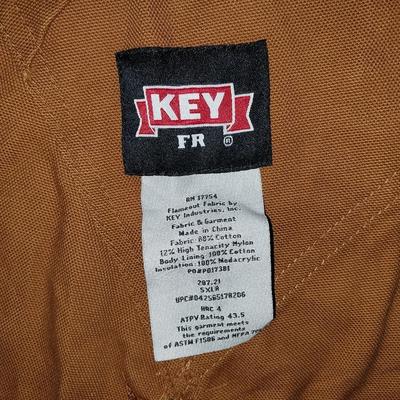 KEY
FR ®
RN 37754
Flameout Fabric by
KEY Industries, Inc.
Fabric & Garment
Made in China
Fabric: 88% Cotton
12% High Tenacity Nylon
Body Lining: 100% Cotton
Insulation: 100% Modacrylic
PO#P017381
287.21
5XLR
UPC#042565178206
HRC 4
ATPV Rating 43.5
This garment meets
the requirements
of ASTM F1506 and NFPA